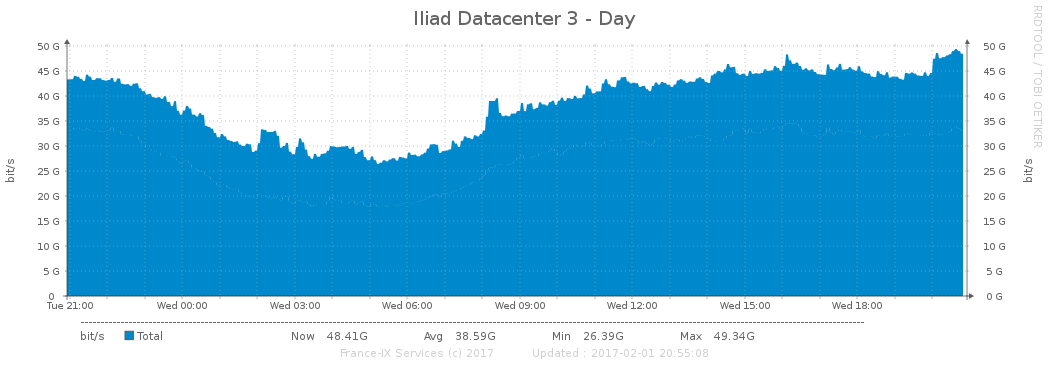 Iliad Datacenter 3 - Day
RRDTOOL / TOBI OETIKER
bit/s
bit/s
50 G 50 G
45 G 45 G
40 G 40 G
35 G 35 G
30 G 30 G
25 G 25 G
20 G 20 G
15 G 15 G
10 G 10 G
5 G 5 G
0 0 G
Tue 21:00 Wed 00:00 Wed 03:00 Wed 06:00 Wed 09:00 Wed 12:00 Wed 15:00 Wed 18:00
bit/s Total Now 48.41G Avg 38.59G Min 26.39G Max 49.34G
France-IX Services (c) 2017 Updated : 2017-02-01 20:55:08